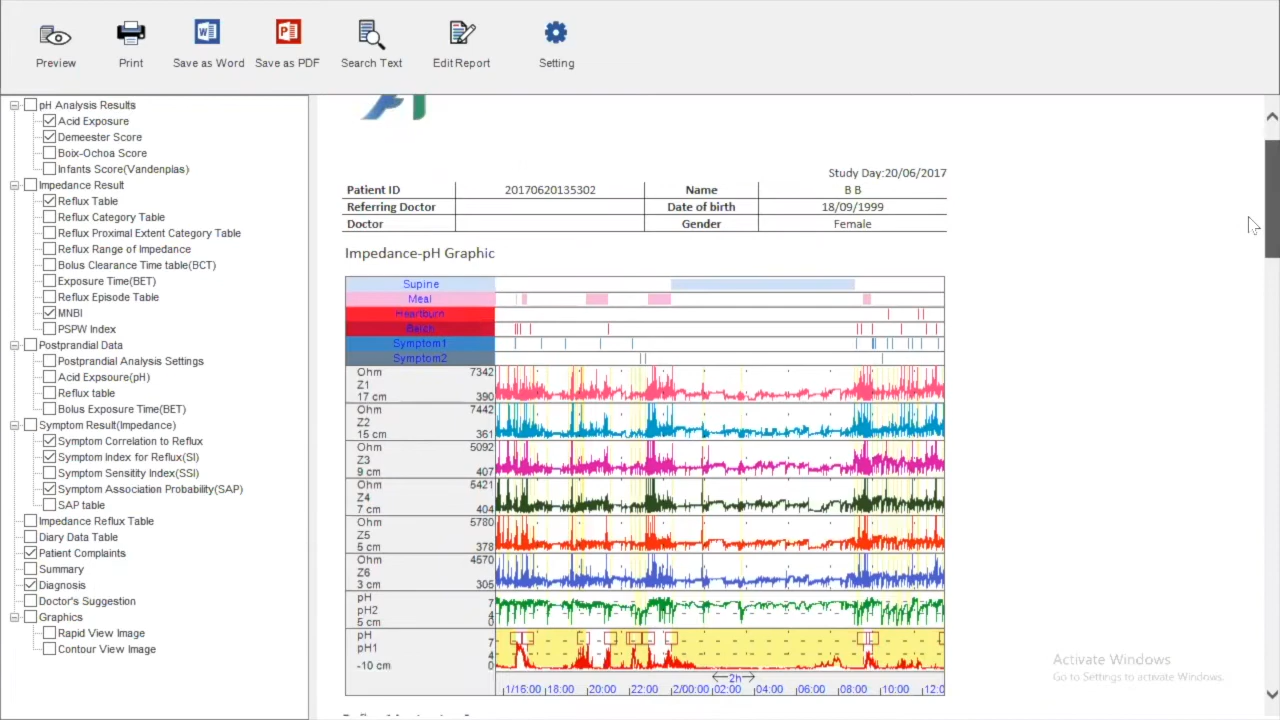 Preview Print Save as Word Save as PDF Search Text Edit Report Setting
pH Analysis Results
Acid Exposure
Demeester Score
Boix-Ochoa Score
Infants Score(Vandenplas)
Impedance Result
Reflux Table
Reflux Category Table
Reflux Proximal Extent Category Table
Reflux Range of Impedance
Bolus Clearance Time table(BCT)
Exposure Time(BET)
Reflux Episode Table
MNBI
PSPW Index
Postprandial Data
Postprandial Analysis Settings
Acid Expsoure(pH)
Reflux table
Bolus Exposure Time(BET)
Symptom Result(Impedance)
Symptom Correlation to Reflux
Symptom Index for Reflux(SI)
Symptom Sensitiy Index(SSI)
Symptom Association Probability(SAP)
SAP table
Impedance Reflux Table
Diary Data Table
Patient Complaints
Summary
Diagnosis
Doctor's Suggestion
Graphics
Rapid View Image
Contour View Image
Study Day:20/06/2017
Patient ID 20170620135302 Name B B
Referring Doctor Date of birth 18/09/1999
Doctor Gender Female
Impedance-pH Graphic
Supine
Meal
Heartburn
Belch
Symptom1
Symptom2
Ohm 7342
Z1
17 cm 390
Ohm 7442
Z2
15 cm 361
Ohm 5092
Z3
9 cm 407
Ohm 5421
Z4
7 cm 404
Ohm 5780
Z5
5 cm 378
Ohm 4570
Z6
3 cm 305
pH 7
pH2 4
5 cm 0
pH 7
pH1 4
-10 cm 0
2h
1/16:00 18:00 20:00 22:00 2/00:00 02:00 04:00 06:00 08:00 10:00 12:0
Activate Windows
Go to Settings to activate Windows.